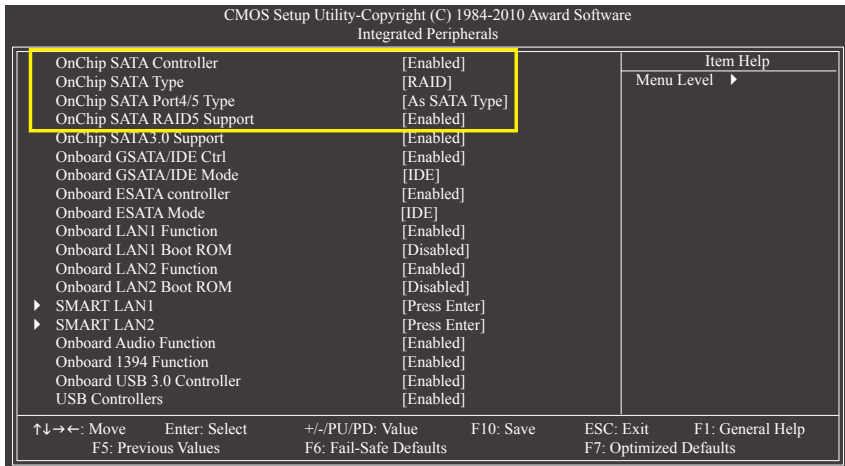 CMOS Setup Utility-Copyright (C) 1984-2010 Award Software
Integrated Peripherals
OnChip SATA Controller [Enabled]
OnChip SATA Type [RAID]
OnChip SATA Port4/5 Type [As SATA Type]
OnChip SATA RAID5 Support [Enabled]
OnChip SATA3.0 Support [Enabled]
Onboard GSATA/IDE Ctrl [Enabled]
Onboard GSATA/IDE Mode [IDE]
Onboard ESATA controller [Enabled]
Onboard ESATA Mode [IDE]
Onboard LAN1 Function [Enabled]
Onboard LAN1 Boot ROM [Disabled]
Onboard LAN2 Function [Enabled]
Onboard LAN2 Boot ROM [Disabled]
SMART LAN1 [Press Enter]
SMART LAN2 [Press Enter]
Onboard Audio Function [Enabled]
Onboard 1394 Function [Enabled]
Onboard USB 3.0 Controller [Enabled]
USB Controllers [Enabled]
Item Help
Menu Level
↑↓→←: Move Enter: Select +/-/PU/PD: Value F10: Save ESC: Exit F1: General Help
F5: Previous Values F6: Fail-Safe Defaults F7: Optimized Defaults